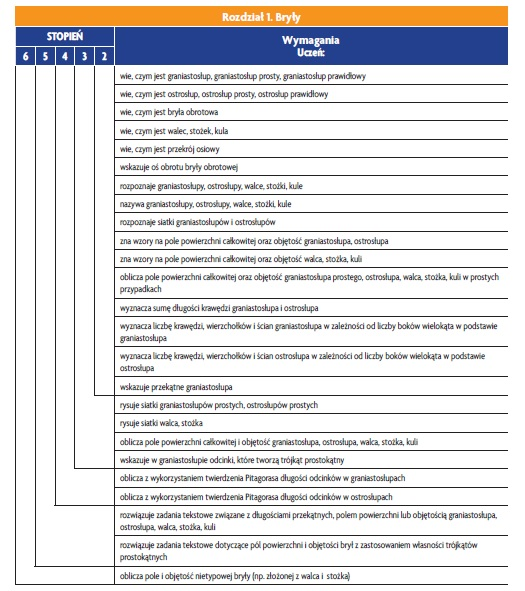 Rozdział 1. Bryły
STOPIEŃ
Wymagania
Uczeń:
6 5 4 3 2
wie, czym jest graniastosłup, graniastosłup prosty, graniastosłup prawidłowy
wie, czym jest ostrosłup, ostrosłup prosty, ostrosłup prawidłowy
wie, czym jest bryła obrotowa
wie, czym jest walec, stożek, kula
wie, czym jest przekrój osiowy
wskazuje oś obrotu bryły obrotowej
rozpoznaje graniastosłupy, ostrosłupy, walce, stożki, kule
nazywa graniastosłupy, ostrosłupy, walce, stożki, kule
rozpoznaje siatki graniastosłupów i ostrosłupów
zna wzory na pole powierzchni całkowitej oraz objętość graniastosłupa, ostrosłupa
zna wzory na pole powierzchni całkowitej oraz objętość walca, stożka, kuli
oblicza pole powierzchni całkowitej oraz objętość graniastosłupa prostego, ostrosłupa, walca, stożka, kuli w prostych
przypadkach
wyznacza sumę długości krawędzi graniastosłupa i ostrosłupa
wyznacza liczbę krawędzi, wierzchołków i ścian graniastosłupa w zależności od liczby boków wielokąta w podstawie
graniastosłupa
wyznacza liczbę krawędzi, wierzchołków i ścian ostrosłupa w zależności od liczby boków wielokąta w podstawie
ostrosłupa
wskazuje przekątne graniastosłupa
rysuje siatki graniastosłupów prostych, ostrosłupów prostych
rysuje siatki walca, stożka
oblicza pole powierzchni całkowitej i objętość graniastosłupa, ostrosłupa, walca, stożka, kuli
wskazuje w graniastosłupie odcinki, które tworzą trójkąt prostokątny
oblicza z wykorzystaniem twierdzenia Pitagorasa długości odcinków w graniastosłupach
oblicza z wykorzystaniem twierdzenia Pitagorasa długości odcinków w ostrosłupach
rozwiązuje zadania tekstowe związane z długościami przekątnych, polem powierzchni lub objętością graniastosłupa,
ostrosłupa, walca, stożka, kuli
rozwiązuje zadania tekstowe dotyczące pól powierzchni i objętości brył z zastosowaniem własności trójkątów
prostokątnych
oblicza pole i objętość nietypowej bryły (np. złożonej z walca i stożka)